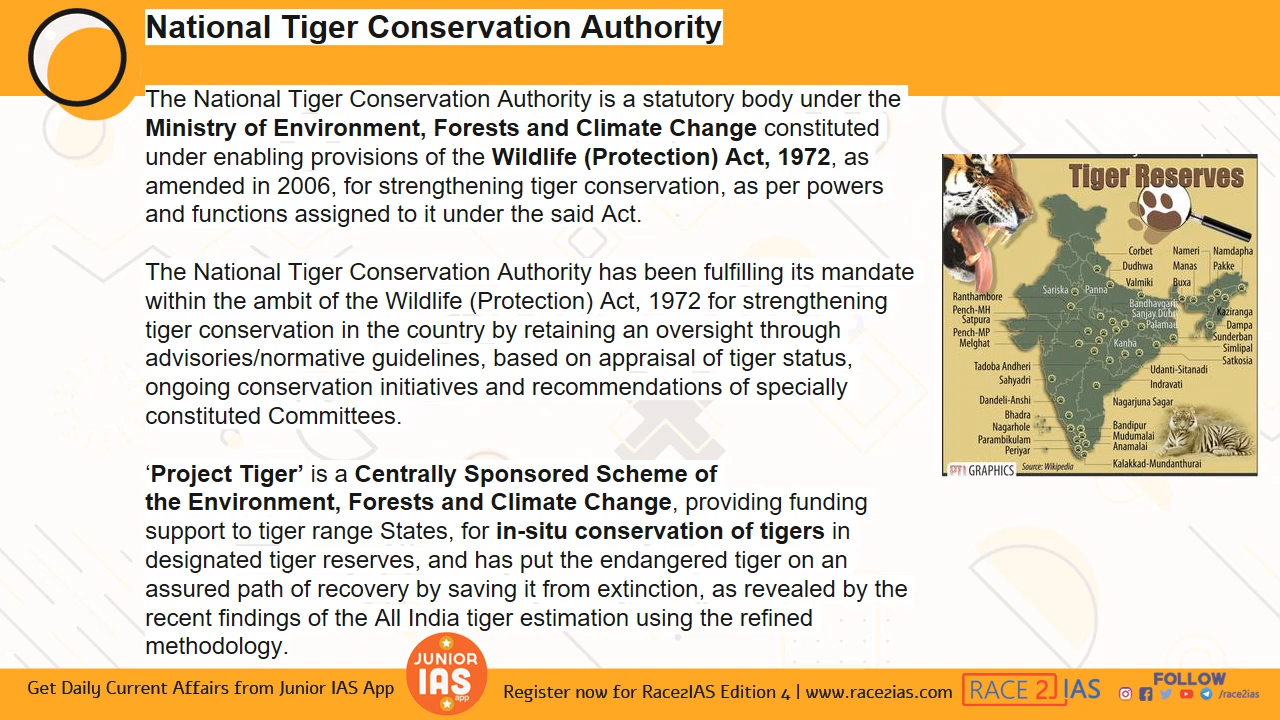 National Tiger Conservation Authority
The National Tiger Conservation Authority is a statutory body under the
Ministry of Environment, Forests and Climate Change constituted
under enabling provisions of the Wildlife (Protection) Act, 1972, as
amended in 2006, for strengthening tiger conservation, as per powers
and functions assigned to it under the said Act.
The National Tiger Conservation Authority has been fulfilling its mandate
within the ambit of the Wildlife (Protection) Act, 1972 for strengthening
tiger conservation in the country by retaining an oversight through
advisories/normative guidelines, based on appraisal of tiger status,
ongoing conservation initiatives and recommendations of specially
constituted Committees.
‘Project Tiger’ is a Centrally Sponsored Scheme of
the Environment, Forests and Climate Change, providing funding
support to tiger range States, for in-situ conservation of tigers in
designated tiger reserves, and has put the endangered tiger on an
assured path of recovery by saving it from extinction, as revealed by the
recent findings of the All India tiger estimation using the refined
methodology.
Tiger Reserves
Corbet
Nameri
Namdapha
Dudhwa
Manas
Pakke
Sariska
Panna
Valmiki
Buxa
Ranthambore
Bandhavgarh
Pench-MH
Sanjay Dubri
Kaziranga
Satpura
Palamau
Dampa
Pench-MP
Sunderban
Melghat
Kanha
Simlipal
Satkosia
Tadoba Andheri
Udanti-Sitanadi
Sahyadri
Indravati
Dandeli-Anshi
Nagarjuna Sagar
Bhadra
Nagarhole
Bandipur
Parambikulam
Mudumalai
Periyar
Anamalai
Kalakkad-Mundanthurai
PTI GRAPHICS
Source: Wikipedia
Get Daily Current Affairs from Junior IAS App
JUNIOR
IAS
app
Register now for Race2IAS Edition 4 | www.race2ias.com
RACE 2 IAS
FOLLOW
/race2ias